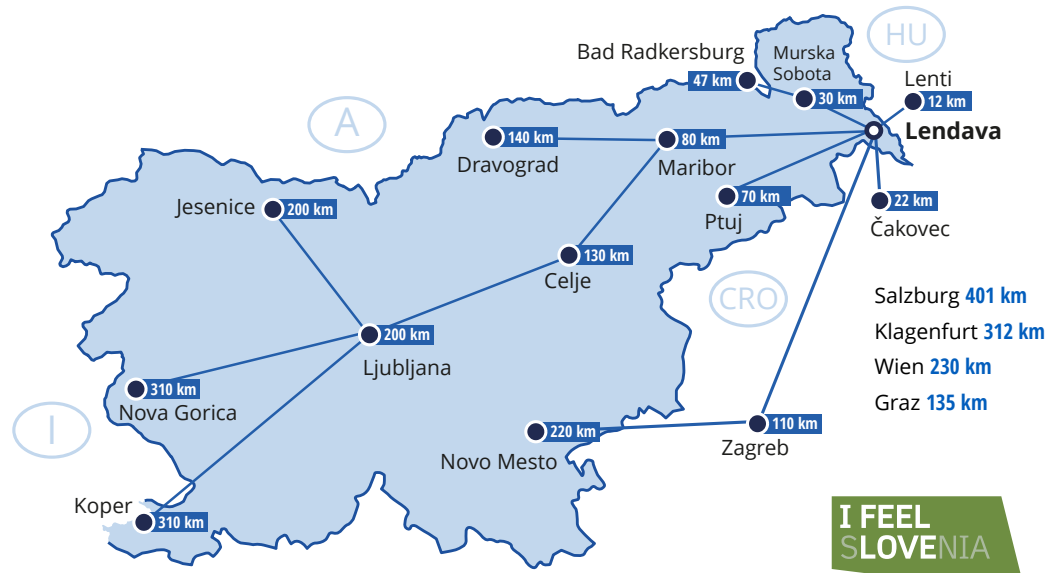 HU
Bad Radkersburg
Murska
Sobota
47 km
30 km
Lenti
12 km
Lendava
A
140 km
Dravograd
80 km
Maribor
70 km
Ptuj
22 km
Čakovec
Jesenice
200 km
130 km
Celje
CRO
Salzburg 401 km
Klagenfurt 312 km
Wien 230 km
Graz 135 km
200 km
Ljubljana
310 km
Nova Gorica
I
220 km
Novo Mesto
110 km
Zagreb
Koper
310 km
I FEEL
SLOVENIA